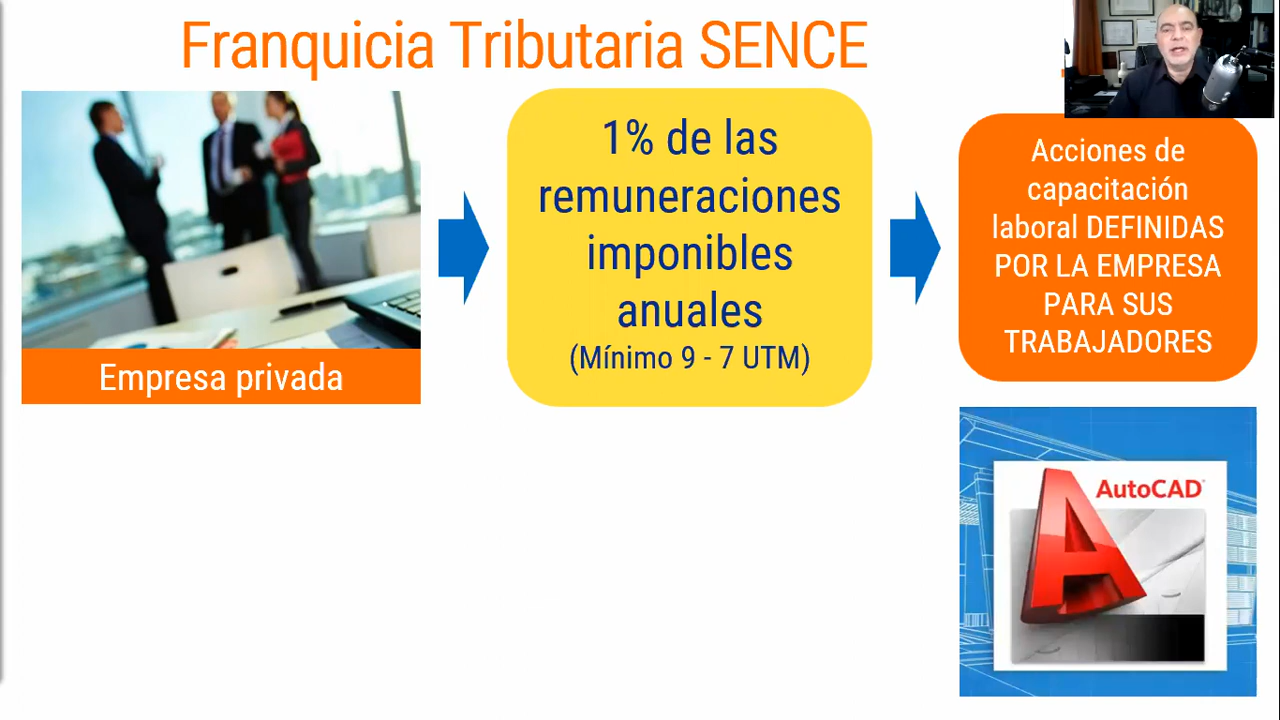 Franquicia Tributaria SENCE
Empresa privada
1% de las
remuneraciones
imponibles
anuales
(Mínimo 9 - 7 UTM)
Acciones de
capacitación
laboral DEFINIDAS
POR LA EMPRESA
PARA SUS
TRABAJADORES
AutoCAD